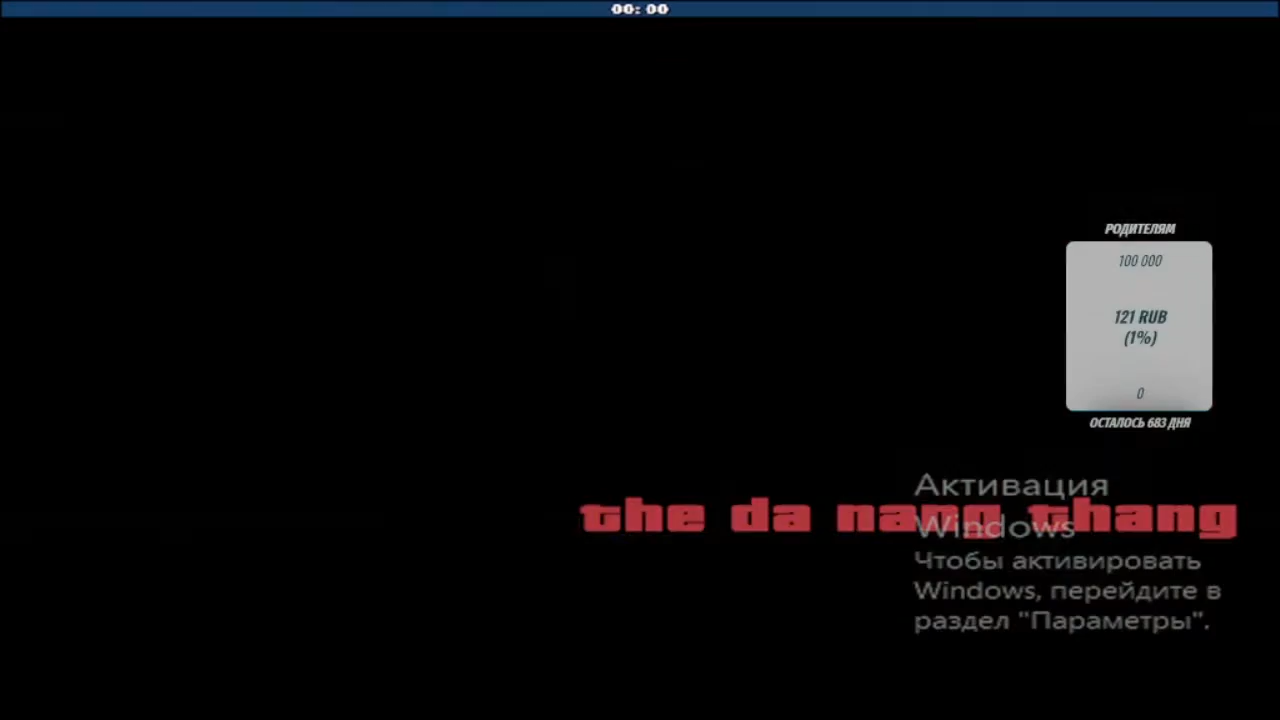 00:00
РОДИТЕЛЯМ
100 000
121 RUB
(1%)
0
ОСТАЛОСЬ 683 ДНЯ
Активация
the da nang thang
Windows
Чтобы активировать
Windows, перейдите в
раздел "Параметры".